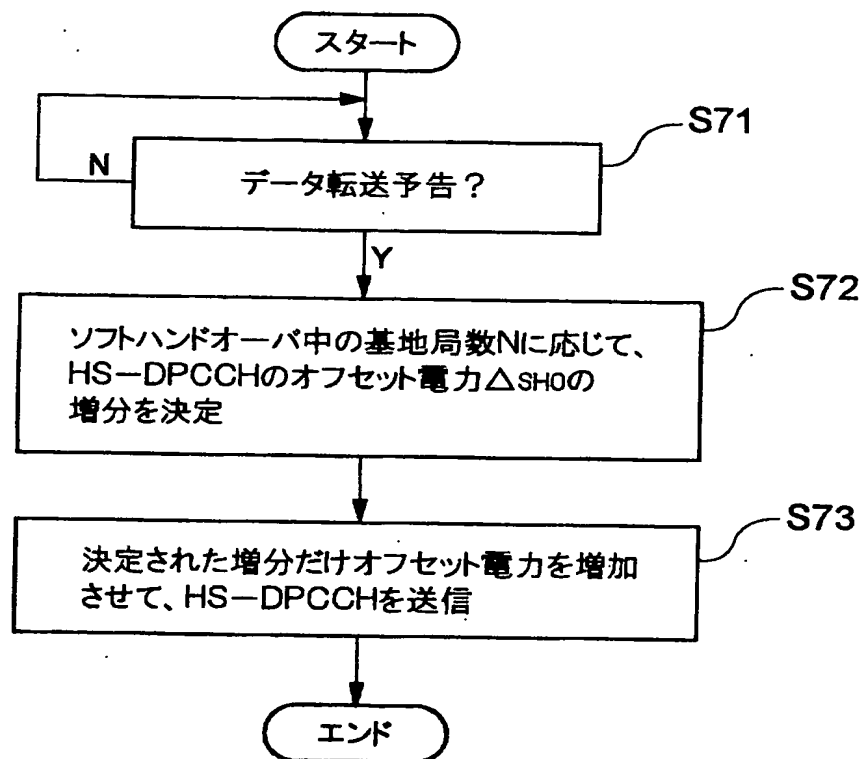 スタート
S71
N
データ転送予告？
Y
S72
ソフトハンドオーバ中の基地局数Nに応じて、
HS－DPCCHのオフセット電力△SHOの
増分を決定
S73
決定された増分だけオフセット電力を増加
させて、HS－DPCCHを送信
エンド